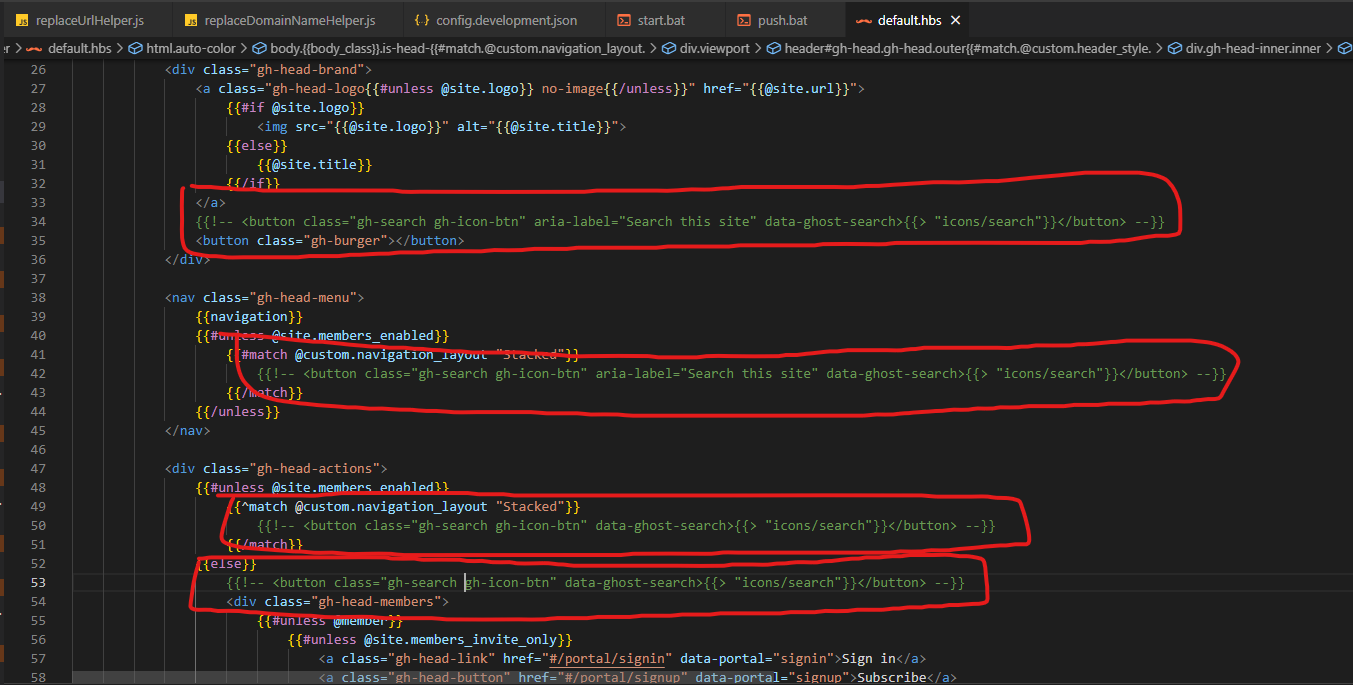 replaceUrlHelper.js replaceDomainNameHelper.js config.development.json start.bat push.bat default.hbs
er > default.hbs > html.auto-color > body.{{body_class}}.is-head-{{#match.@custom.navigation_layout. > div.viewport > header#gh-head.gh-head.outer{{#match.@custom.header_style. > div.gh-head-inner.inner >
26 <div class="gh-head-brand">
27 <a class="gh-head-logo{{#unless @site.logo}} no-image{{/unless}}" href="{{@site.url}}">
28 {{#if @site.logo}}
29 <img src="{{@site.logo}}" alt="{{@site.title}}">
30 {{else}}
31 {{@site.title}}
32 {{/if}}
33 </a>
34 {{!-- <button class="gh-search gh-icon-btn" aria-label="Search this site" data-ghost-search>{{> "icons/search"}}</button> --}}
35 <button class="gh-burger"></button>
36 </div>
37
38 <nav class="gh-head-menu">
39 {{navigation}}
40 {{#unless @site.members_enabled}}
41 {{#match @custom.navigation_layout "Stacked"}}
42 {{!-- <button class="gh-search gh-icon-btn" aria-label="Search this site" data-ghost-search>{{> "icons/search"}}</button> --}}
43 {{/match}}
44 {{/unless}}
45 </nav>
46
47 <div class="gh-head-actions">
48 {{#unless @site.members_enabled}}
49 {{^match @custom.navigation_layout "Stacked"}}
50 {{!-- <button class="gh-search gh-icon-btn" data-ghost-search>{{> "icons/search"}}</button> --}}
51 {{/match}}
52 {{else}}
53 {{!-- <button class="gh-search gh-icon-btn" data-ghost-search>{{> "icons/search"}}</button> --}}
54 <div class="gh-head-members">
55 {{#unless @member}}
56 {{#unless @site.members_invite_only}}
57 <a class="gh-head-link" href="#/portal/signin" data-portal="signin">Sign in</a>
58 <a class="gh-head-button" href="#/portal/signup" data-portal="signup">Subscribe</a>